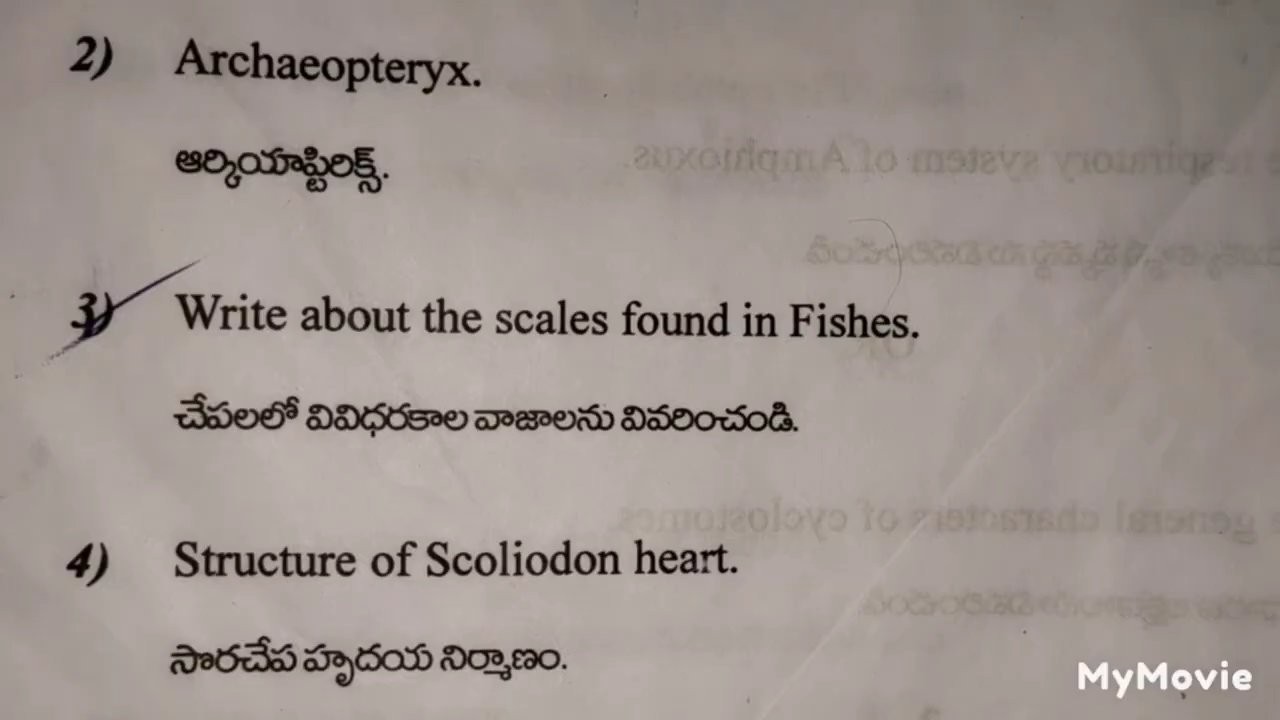 2) Archaeopteryx.
ఆర్కియాప్టిరిక్స్.
3) Write about the scales found in Fishes.
చేపలలో వివిధరకాల వాజాలను వివరించండి.
4) Structure of Scoliodon heart.
సొరచేప హృదయ నిర్మాణం.
MyMovie